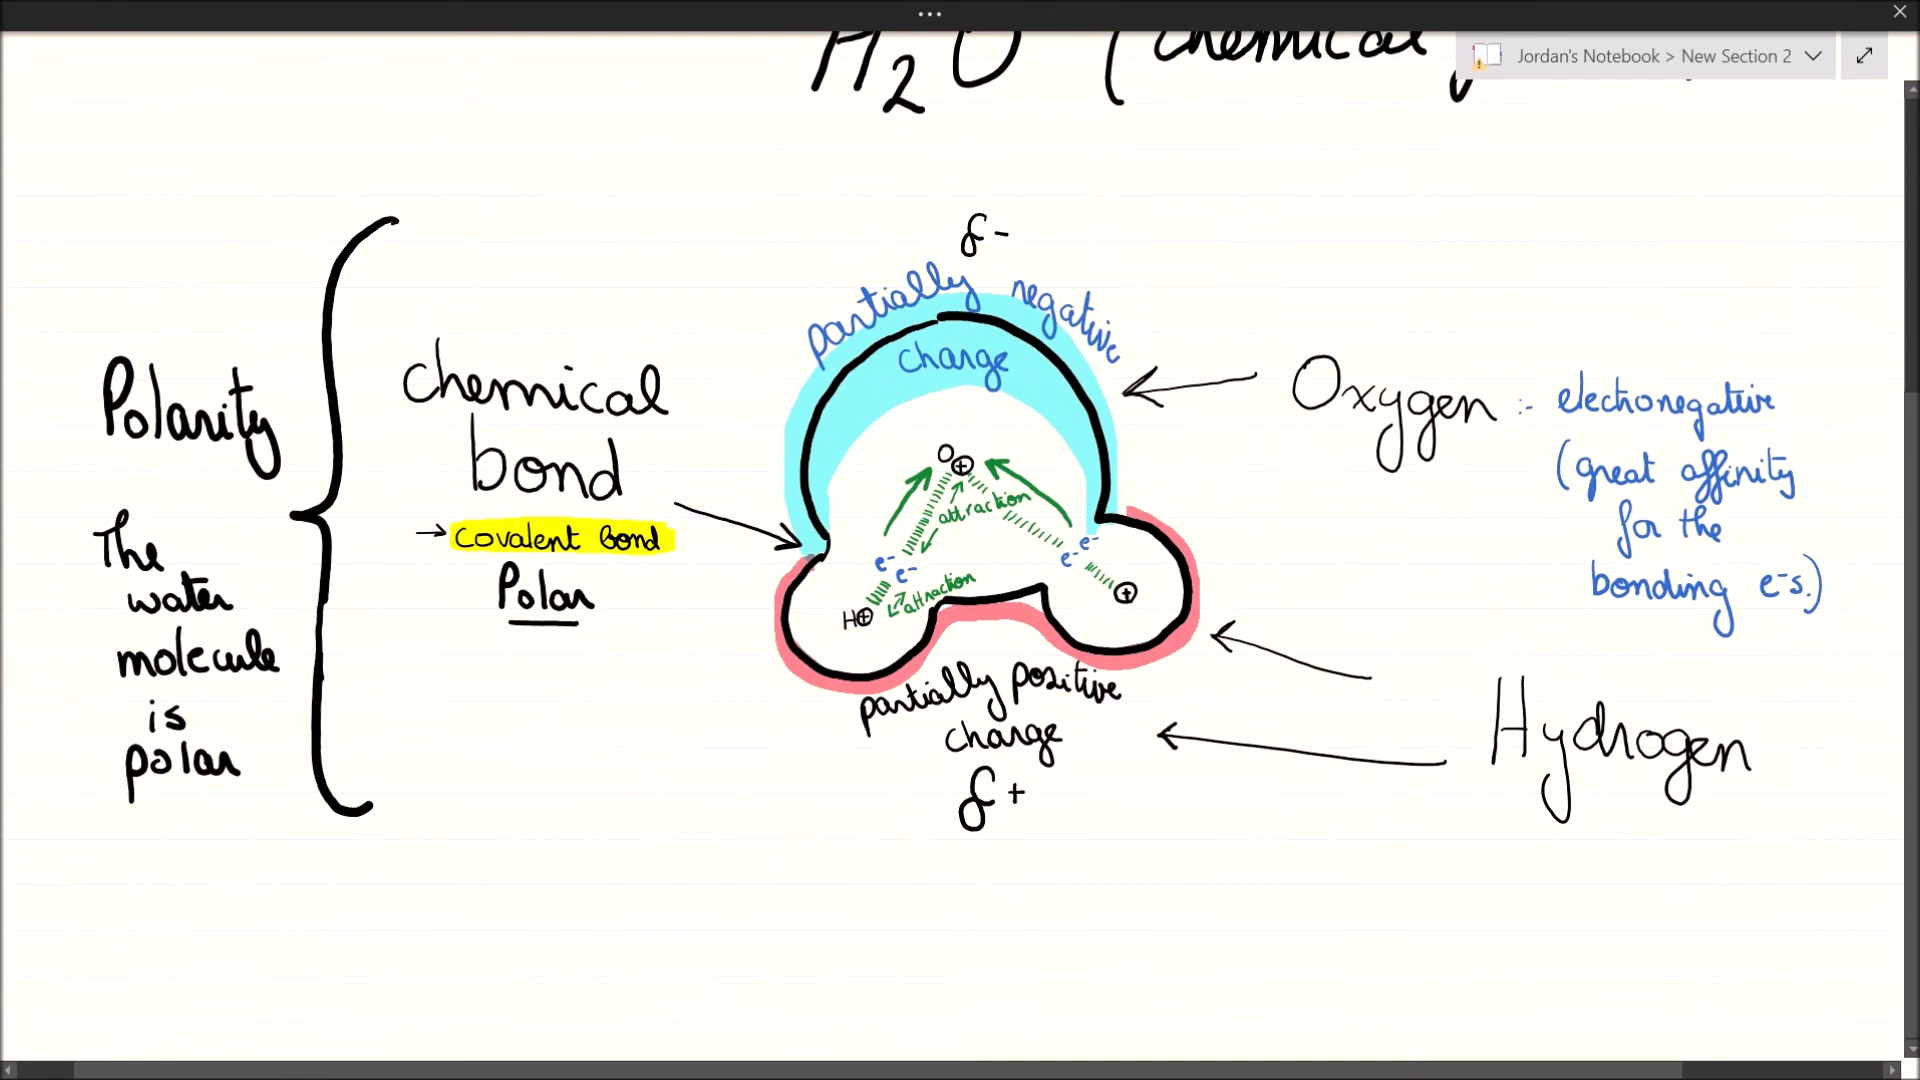 ...
H2O (chemical
Jordan's Notebook > New Section 2
δ-
partially negative
charge
Polarity
The
water
molecule
is
polar
Chemical
bond
→ Covalent Bond
Polar
Oxygen :- electronegative
(great affinity
for the
bonding e-s.)
O +
attraction
e-
e-
e-
e-
attraction
H +
+
partially positive
charge
δ+
Hydrogen